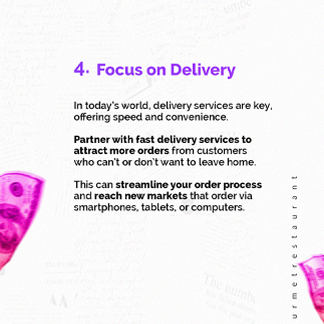 4. Focus on Delivery
In today's world, delivery services are key,
offering speed and convenience.
Partner with fast delivery services to
attract more orders from customers
who can't or don't want to leave home.
This can streamline your order process
and reach new markets that order via
smartphones, tablets, or computers.
urmetrestaurant